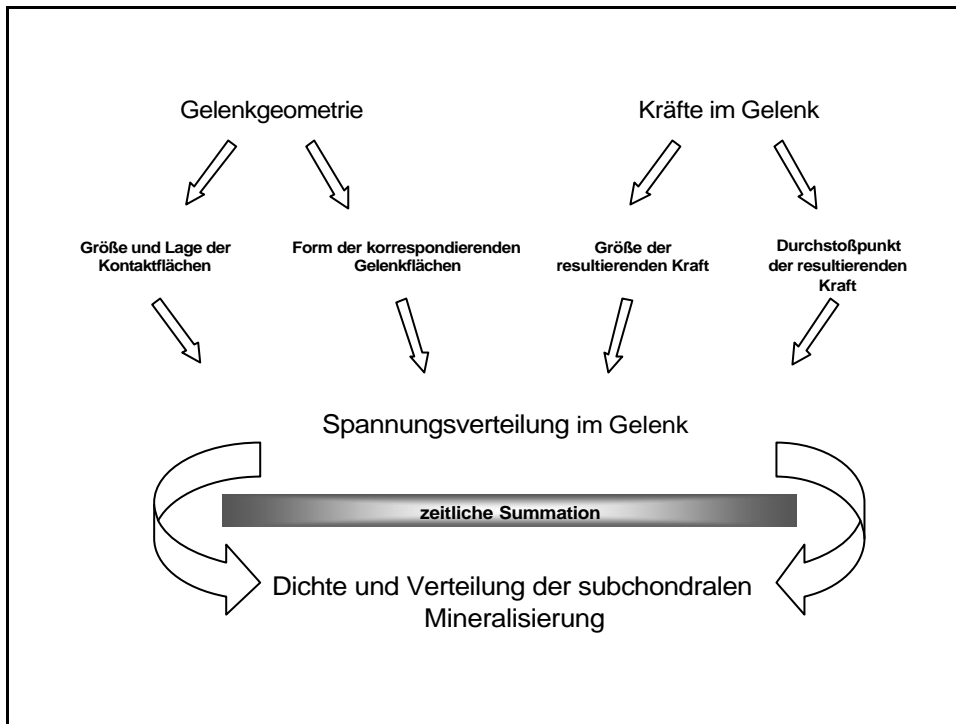 Gelenkgeometrie
Kräfte im Gelenk
Größe und Lage der
Kontaktflächen
Form der korrespondierenden
Gelenkflächen
Größe der
resultierenden Kraft
Durchstoßpunkt
der resultierenden
Kraft
Spannungsverteilung im Gelenk
zeitliche Summation
Dichte und Verteilung der subchondralen
Mineralisierung